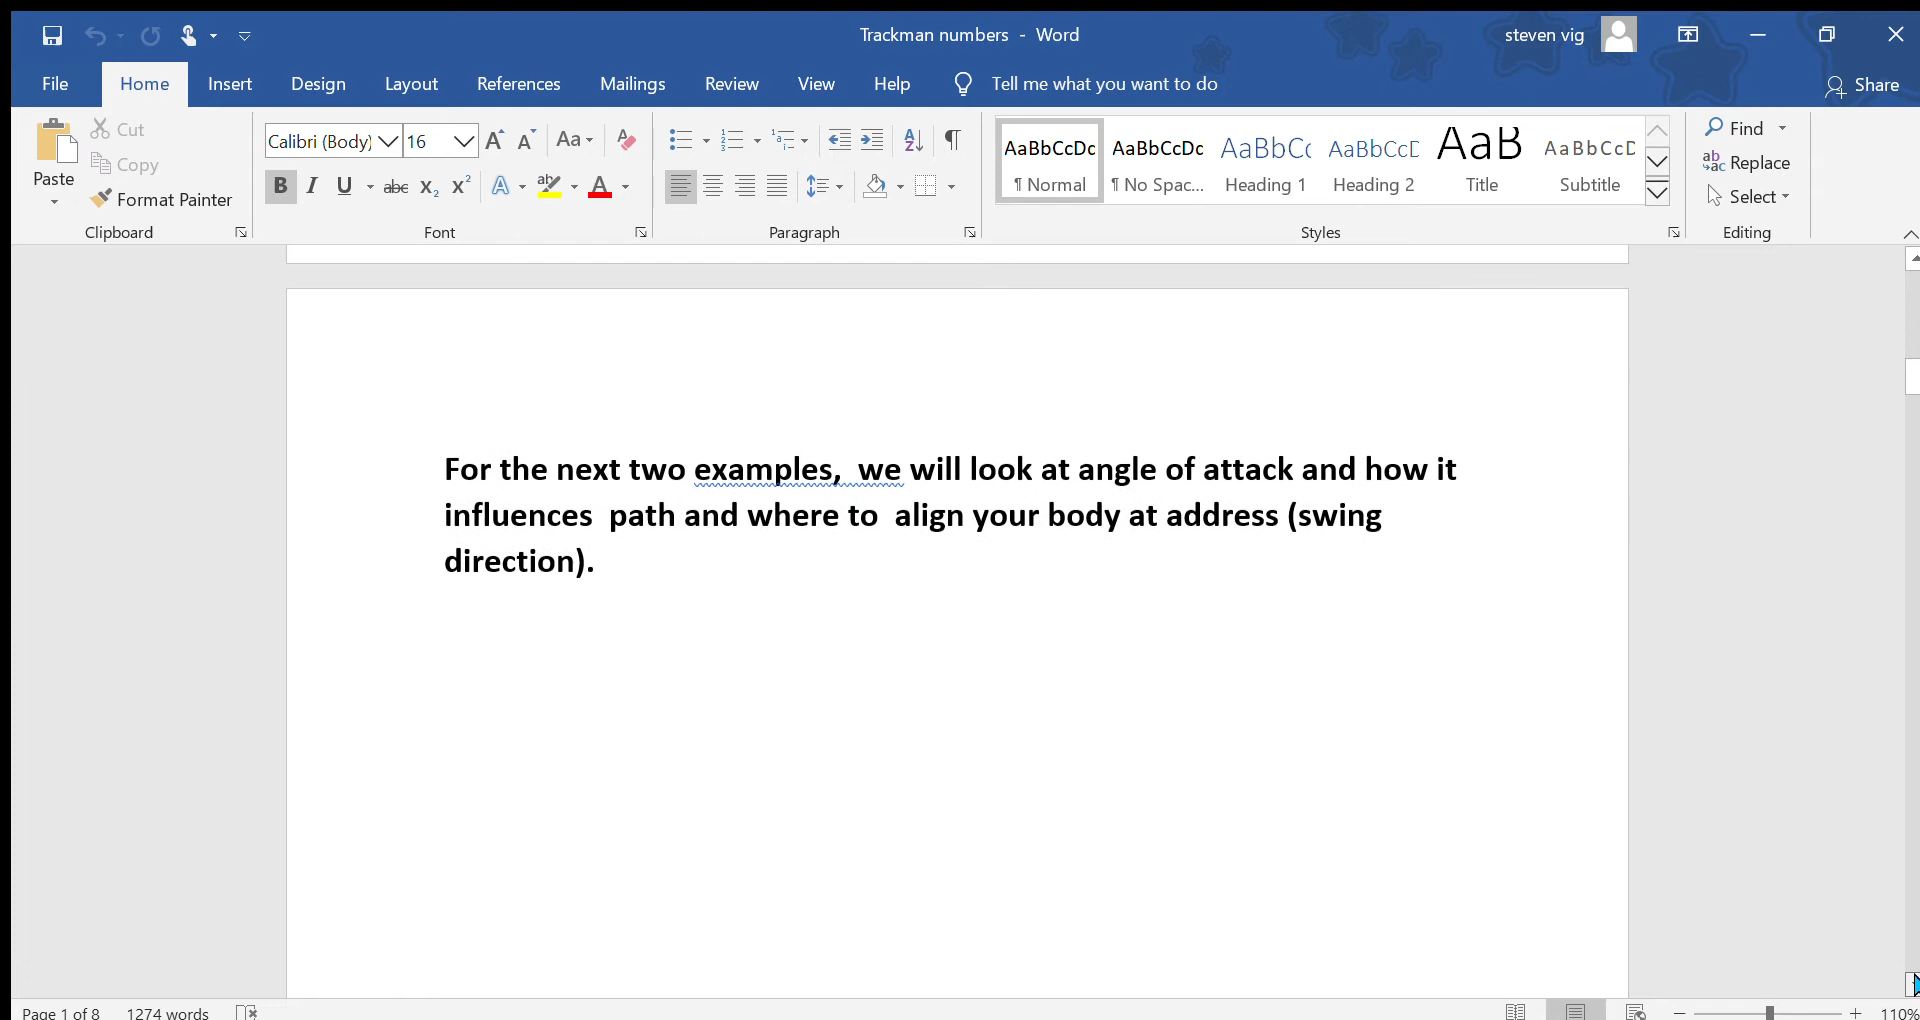 Trackman numbers - Word
steven vig
File Home Insert Design Layout References Mailings Review View Help Tell me what you want to do Share
Paste
Cut
Copy
Format Painter
Clipboard
Calibri (Body) 16
Font
Paragraph
AaBbCcDc AaBbCcDc AaBbCc AaBbCcD AaB AaBbCcD
¶ Normal ¶ No Spac... Heading 1 Heading 2 Title Subtitle
Styles
Find
Replace
Select
Editing
For the next two examples,  we will look at angle of attack and how it
influences  path and where to  align your body at address (swing
direction).
Page 1 of 8 1274 words 110%